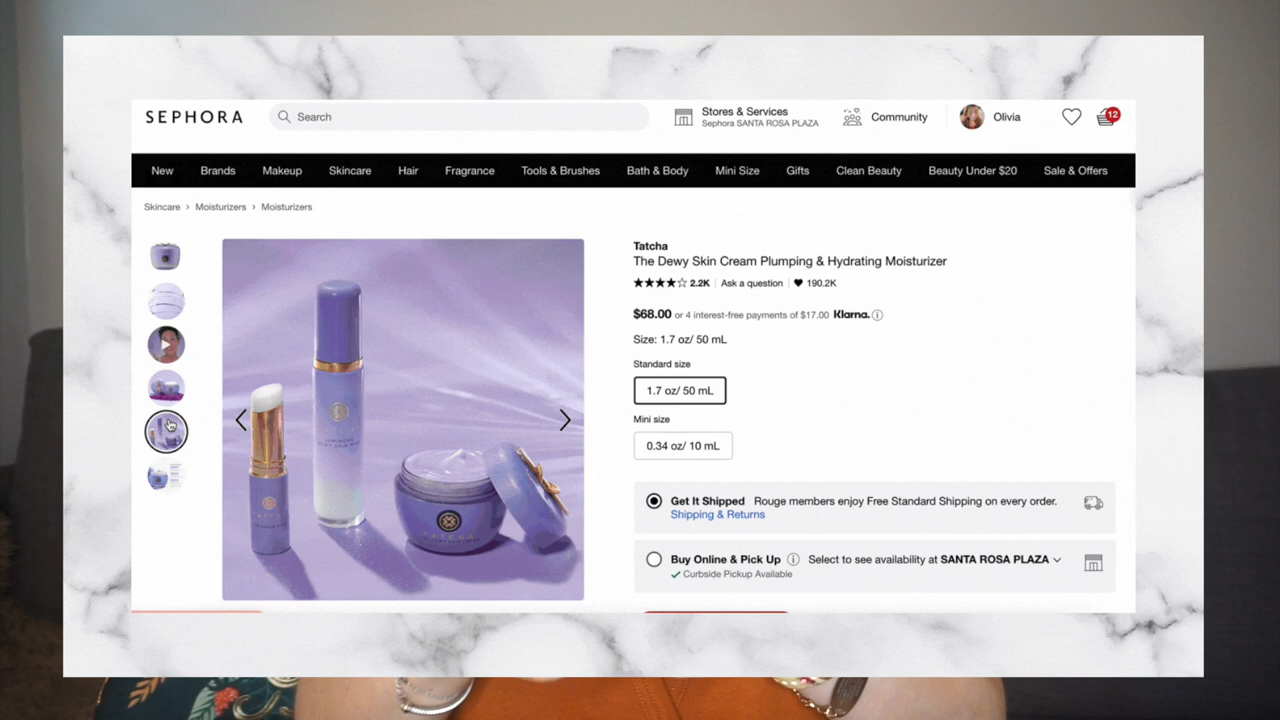 SEPHORA
Search
Stores & Services
Sephora SANTA ROSA PLAZA
Community
Olivia
12
New
Brands
Makeup
Skincare
Hair
Fragrance
Tools & Brushes
Bath & Body
Mini Size
Gifts
Clean Beauty
Beauty Under $20
Sale & Offers
Skincare > Moisturizers > Moisturizers
Tatcha
The Dewy Skin Cream Plumping & Hydrating Moisturizer
2.2K | Ask a question | 190.2K
$68.00 or 4 interest-free payments of $17.00 Klarna.
Size: 1.7 oz/ 50 mL
Standard size
1.7 oz/ 50 mL
Mini size
0.34 oz/ 10 mL
Get It Shipped Rouge members enjoy Free Standard Shipping on every order.
Shipping & Returns
Buy Online & Pick Up Select to see availability at SANTA ROSA PLAZA
Curbside Pickup Available
TATCHA